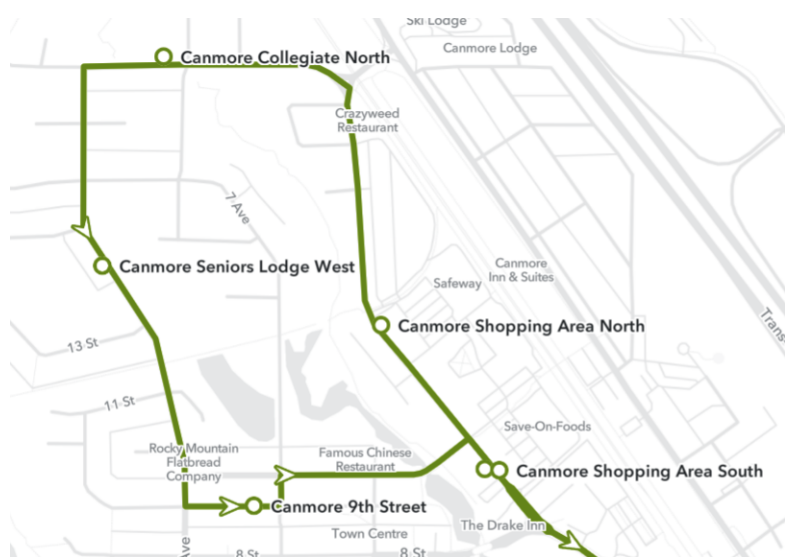 Ski Lodge
Canmore Lodge
Canmore Collegiate North
Crazyweed
Restaurant
7 Ave
Canmore Seniors Lodge West
Canmore
Inn & Suites
Safeway
Trans-
Canmore Shopping Area North
13 St
11 St
Save-On-Foods
Rocky Mountain
Flatbread
Company
Famous Chinese
Restaurant
Canmore Shopping Area South
Canmore 9th Street
The Drake Inn
Town Centre
Ave
8 St
8 St